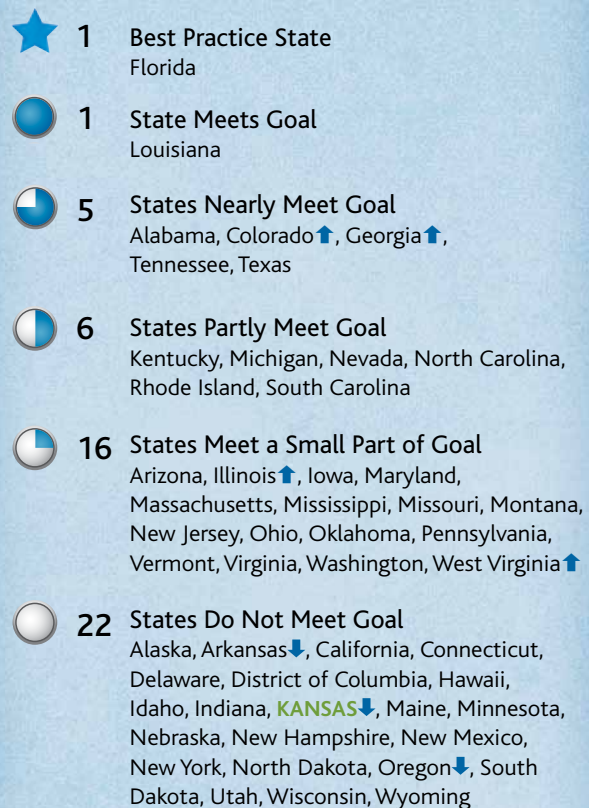 1 Best Practice State
Florida
1 State Meets Goal
Louisiana
5 States Nearly Meet Goal
Alabama, Colorado⬆, Georgia⬆,
Tennessee, Texas
6 States Partly Meet Goal
Kentucky, Michigan, Nevada, North Carolina,
Rhode Island, South Carolina
16 States Meet a Small Part of Goal
Arizona, Illinois⬆, Iowa, Maryland,
Massachusetts, Mississippi, Missouri, Montana,
New Jersey, Ohio, Oklahoma, Pennsylvania,
Vermont, Virginia, Washington, West Virginia⬆
22 States Do Not Meet Goal
Alaska, Arkansas⬇, California, Connecticut,
Delaware, District of Columbia, Hawaii,
Idaho, Indiana, KANSAS⬇, Maine, Minnesota,
Nebraska, New Hampshire, New Mexico,
New York, North Dakota, Oregon⬇, South
Dakota, Utah, Wisconsin, Wyoming